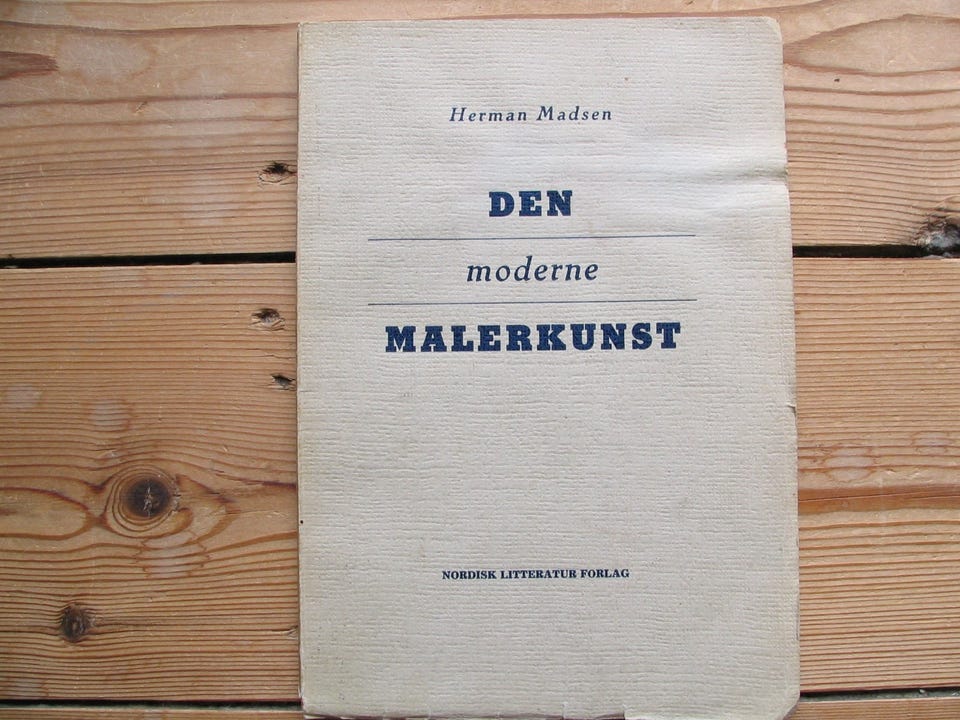 Herman Madsen
DEN
moderne
MALERKUNST
NORDISK LITTERATUR FORLAG